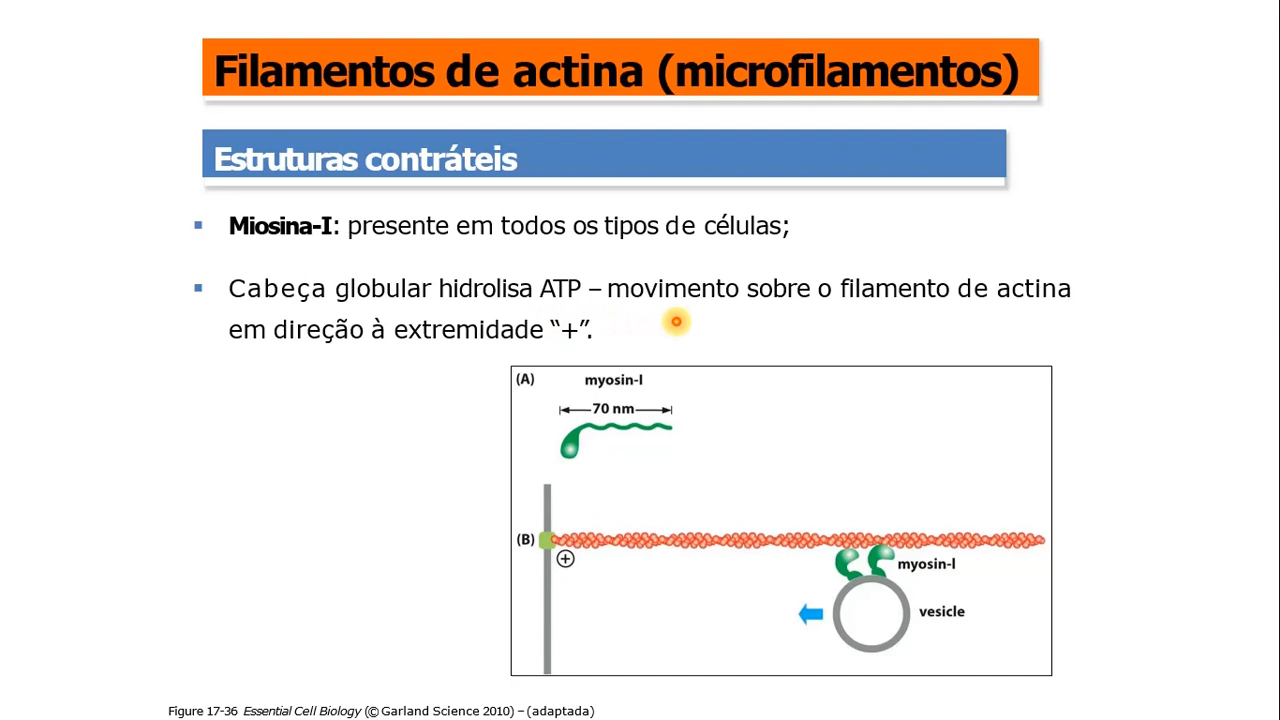 Filamentos de actina (microfilamentos)
Estruturas contráteis
▪ Miosina-I: presente em todos os tipos de células;
▪ Cabeça globular hidrolisa ATP – movimento sobre o filamento de actina
em direção à extremidade “+”.
(A) myosin-I
70 nm
(B)
+
myosin-I
vesicle
Figure 17-36 Essential Cell Biology (© Garland Science 2010) – (adaptada)